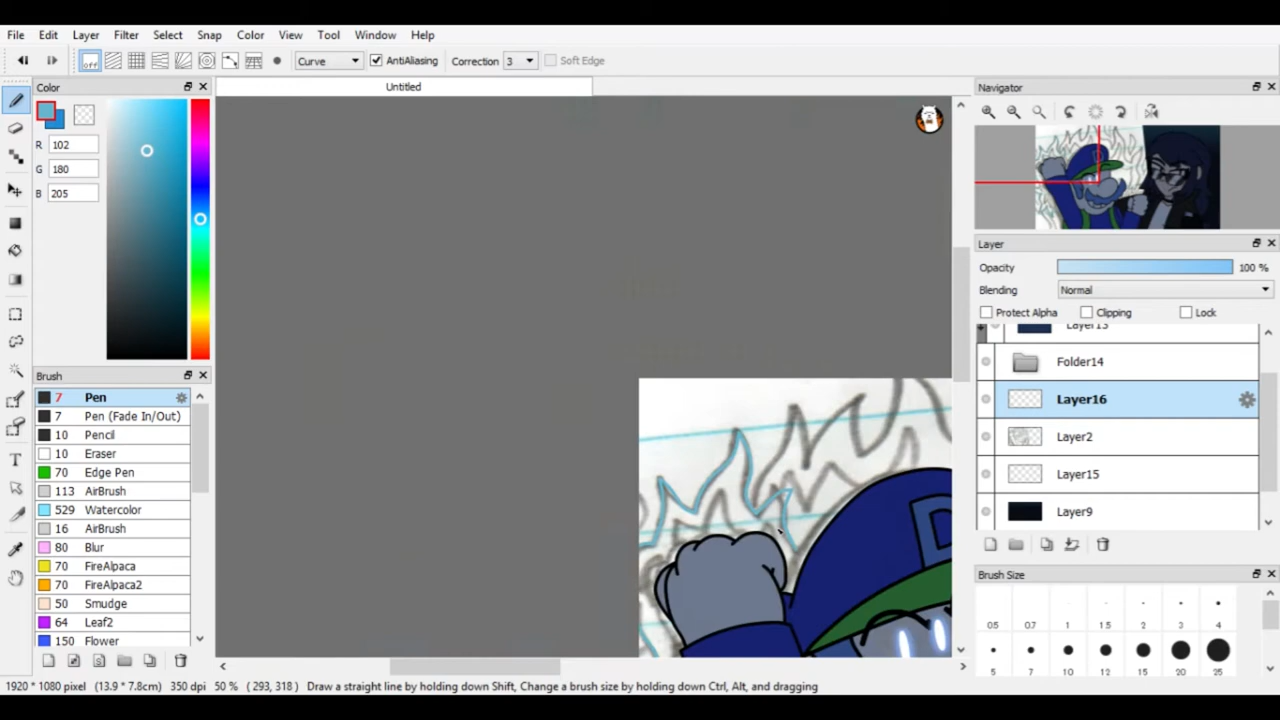 File Edit Layer Filter Select Snap Color View Tool Window Help
off Curve AntiAliasing Correction 3 Soft Edge
Color
Untitled
Navigator
R 102
G 180
B 205
Layer
Opacity 100 %
Blending Normal
Protect Alpha Clipping Lock
Layer13
Folder14
Layer16
Layer2
Layer15
Layer9
Brush
7 Pen
7 Pen (Fade In/Out)
10 Pencil
10 Eraser
70 Edge Pen
113 AirBrush
529 Watercolor
16 AirBrush
80 Blur
70 FireAlpaca
70 FireAlpaca2
50 Smudge
64 Leaf2
150 Flower
D
Brush Size
05 07 1 1.5 2 3 4
5 7 10 12 15 20 25
1920 * 1080 pixel (13.9 * 7.8cm) 350 dpi 50 % ( 293, 318 ) Draw a straight line by holding down Shift, Change a brush size by holding down Ctrl, Alt, and dragging